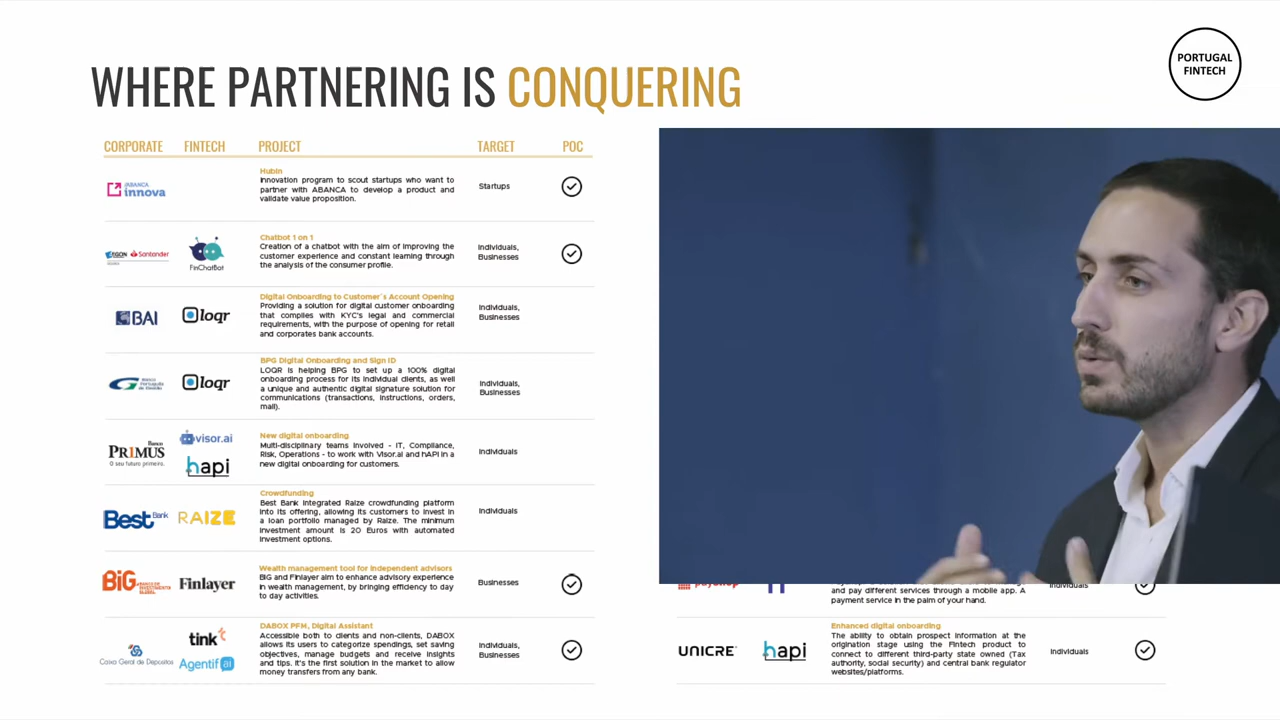 WHERE PARTNERING IS CONQUERING
PORTUGAL
FINTECH
CORPORATE FINTECH PROJECT TARGET POC
ABANCA
innova
Hubin
Innovation program to scout startups who want to
partner with ABANCA to develop a product and
validate value proposition.
Startups
AEGON Santander
FinChatBot
Chatbot 1 on 1
Creation of a chatbot with the aim of improving the
customer experience and constant learning through
the analysis of the consumer profile.
Individuals,
Businesses
BAI
loqr
Digital Onboarding to Customer´s Account Opening
Providing a solution for digital customer onboarding
that complies with KYC's legal and commercial
requirements, with the purpose of opening for retail
and corporates bank accounts.
Individuals,
Businesses
Banco
Português
de Gestão
loqr
BPG Digital Onboarding and Sign ID
LOQR is helping BPG to set up a 100% digital
onboarding process for its individual clients, as well
a unique and authentic digital signature solution for
communications (transactions, instructions, orders,
mail).
Individuals,
Businesses
Banco
PR1MUS
O seu futuro primeiro.
visor.ai
hapi
New digital onboarding
Multi-disciplinary teams involved - IT, Compliance,
Risk, Operations - to work with Visor.ai and hAPI in a
new digital onboarding for customers.
Individuals
Best Bank
RAIZE
Crowdfunding
Best Bank integrated Raize crowdfunding platform
into its offering, allowing its customers to invest in
a loan portfolio managed by Raize. The minimum
investment amount is 20 Euros with automated
investment options.
Individuals
BiG BANCO DE
INVESTIMENTO
GLOBAL
Finlayer
Wealth management tool for independent advisors
BIG and Finlayer aim to enhance advisory experience
in wealth management, by bringing efficiency to day
to day activities.
Businesses
Caixa Geral de Depositos
tink
Agentifai
DABOX PFM, Digital Assistant
Accessible both to clients and non-clients, DABOX
allows its users to categorize spendings, set saving
objectives, manage budgets and receive insights
and tips. It's the first solution in the market to allow
money transfers from any bank.
Individuals,
Businesses
payshop
and pay different services through a mobile app. A
payment service in the palm of your hand.
Individuals
UNICRE
hapi
Enhanced digital onboarding
The ability to obtain prospect information at the
origination stage using the Fintech product to
connect to different third-party state owned (Tax
authority, social security) and central bank regulator
websites/platforms.
Individuals